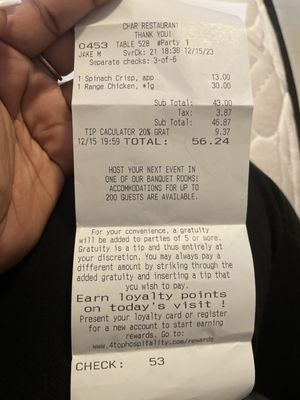 CHAR RESTAURANT
THANK YOU!
0453 TABLE 528 #Party 1
JAKE M SvrCk: 21 18:38 12/15/23
Separate checks: 3-of-6
1 Spinach Crisp, app 13.00
1 Range Chicken, *lg 30.00
Sub Total: 43.00
Tax: 3.87
Sub Total: 46.87
TIP CACULATOR 20% GRAT 9.37
12/15 19:59 TOTAL: 56.24
HOST YOUR NEXT EVENT IN
ONE OF OUR BANQUET ROOMS!
ACCOMMODATIONS FOR UP TO
200 GUESTS ARE AVAILABLE.
For your convenience, a gratuity
will be added to parties of 5 or more.
Gratuity is a tip and thus entirely at
your discretion. You may always pay a
different amount by striking through the
added gratuity and inserting a tip that
you wish to pay.
Earn loyalty points
on today's visit !
Present your loyalty card or register
for a new account to start earning
rewards. Go to:
www.4tophospitality.com/rewards
CHECK: 53